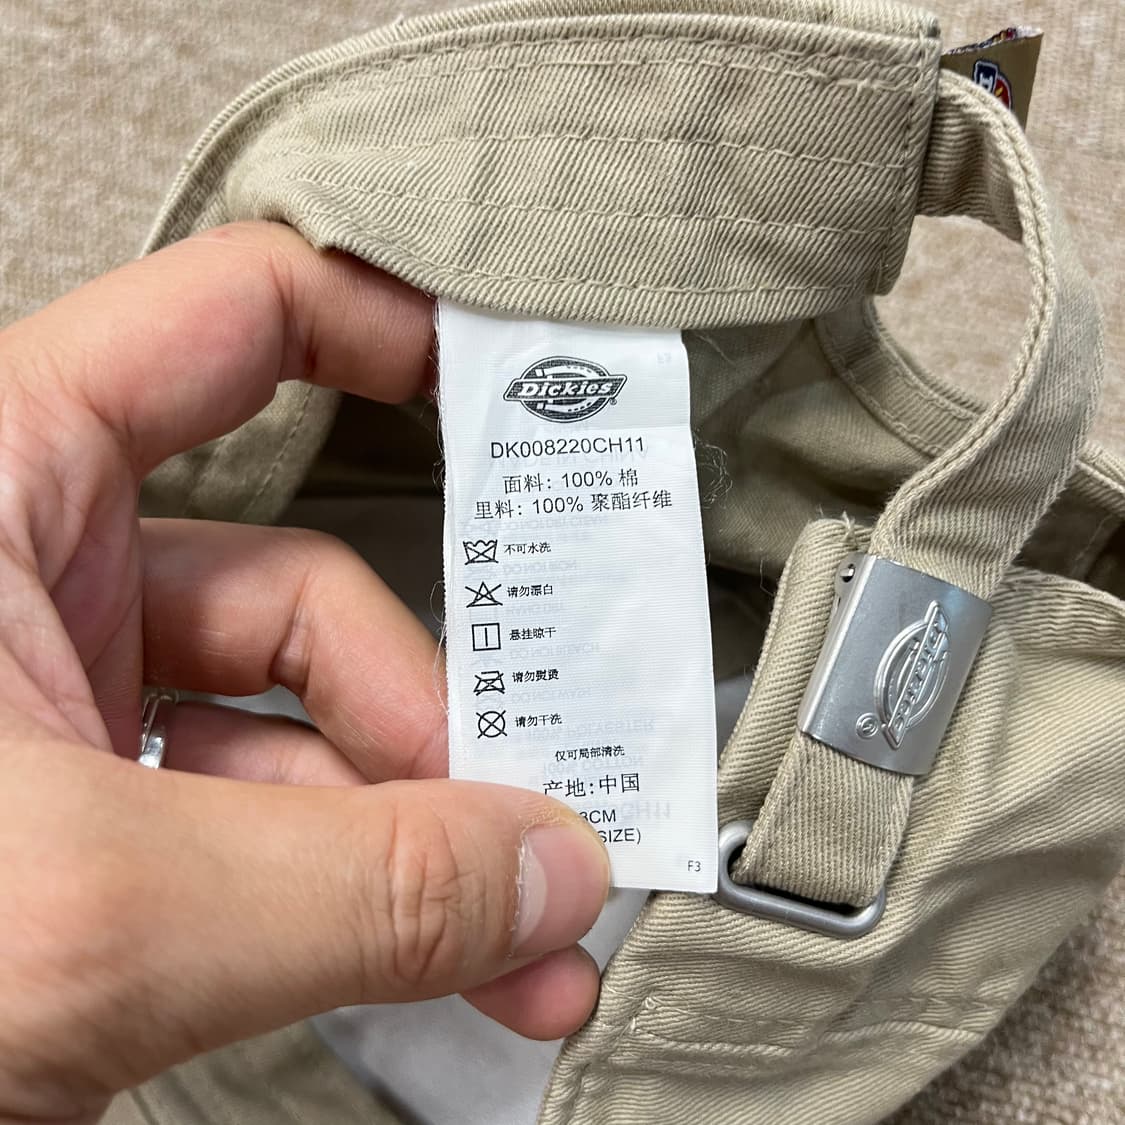 Dickies
DK008220CH11
面料: 100% 棉
里料: 100% 聚酯纤维
不可水洗
请勿漂白
悬挂晾干
请勿熨烫
请勿干洗
仅可局部清洗
产地:中国
F3
Dickies